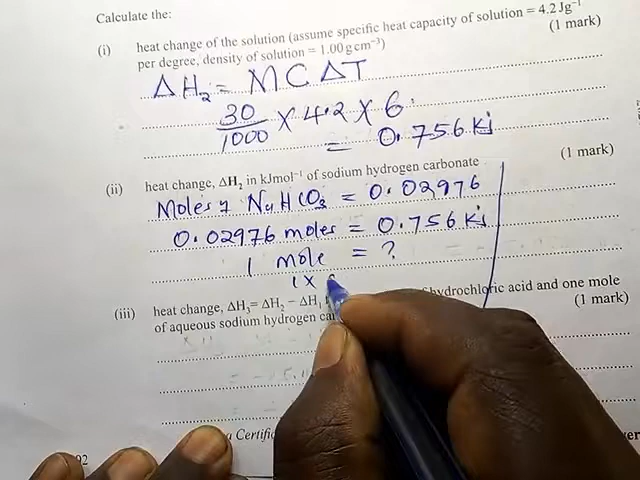 Calculate the:
(i) heat change of the solution (assume specific heat capacity of solution = 4.2 Jg⁻¹
per degree, density of solution = 1.00 g cm⁻³) (1 mark)
ΔH₂ = MCΔT
30/1000 × 4.2 × 6
= 0.756 kj
(ii) heat change, ΔH₂ in kJmol⁻¹ of sodium hydrogen carbonate (1 mark)
Moles of NaHCO₃ = 0.02976
0.02976 moles = 0.756 kj
1 mole = ?
1 ×
(iii) heat change, ΔH₃ = ΔH₂ − ΔH₁ hydrochloric acid and one mole
of aqueous sodium hydrogen (1 mark)
92